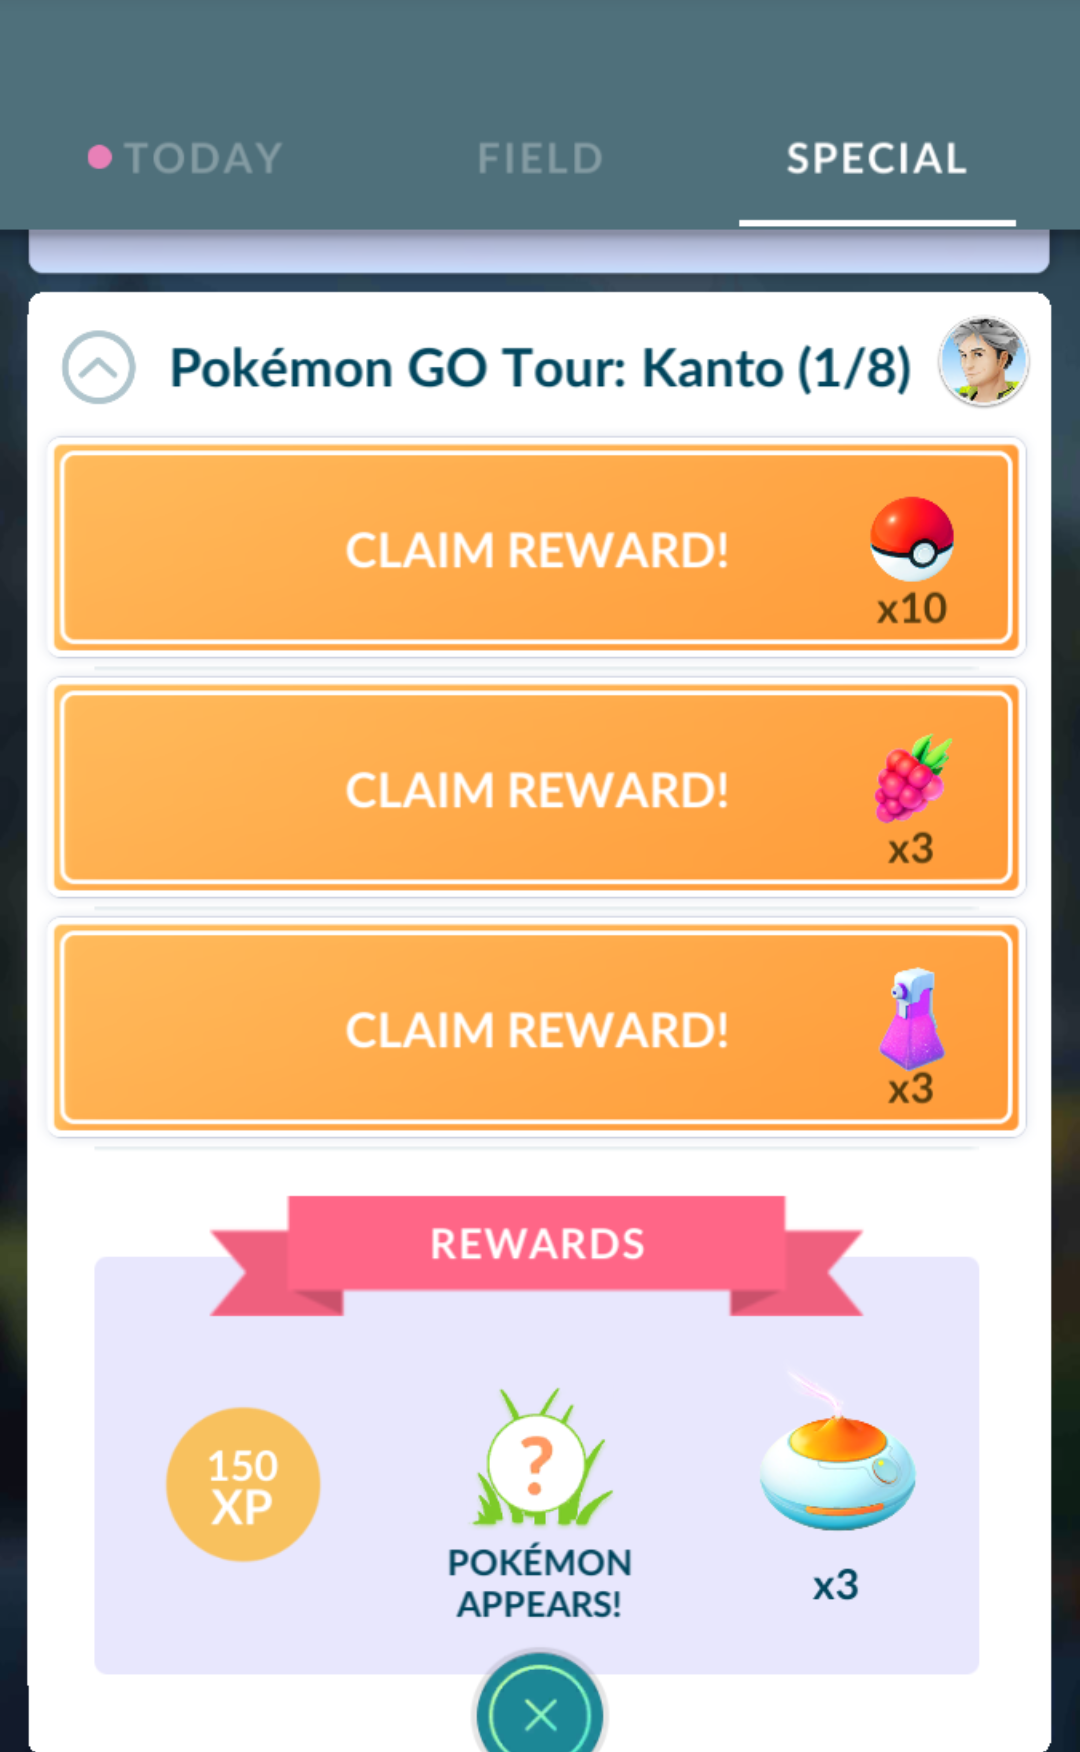 TODAY
FIELD
SPECIAL
Pokémon GO Tour: Kanto (1/8)
CLAIM REWARD!
x10
CLAIM REWARD!
x3
CLAIM REWARD!
x3
REWARDS
150
XP
?
POKÉMON
APPEARS!
x3